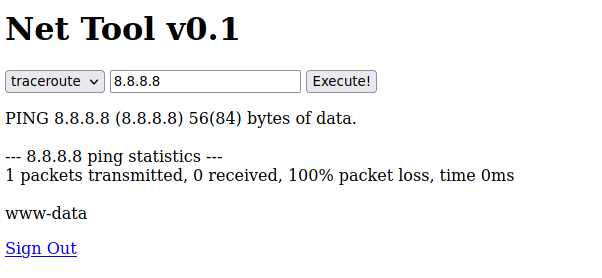 Net Tool v0.1
traceroute 8.8.8.8 Execute!
PING 8.8.8.8 (8.8.8.8) 56(84) bytes of data.
--- 8.8.8.8 ping statistics ---
1 packets transmitted, 0 received, 100% packet loss, time 0ms
www-data
Sign Out